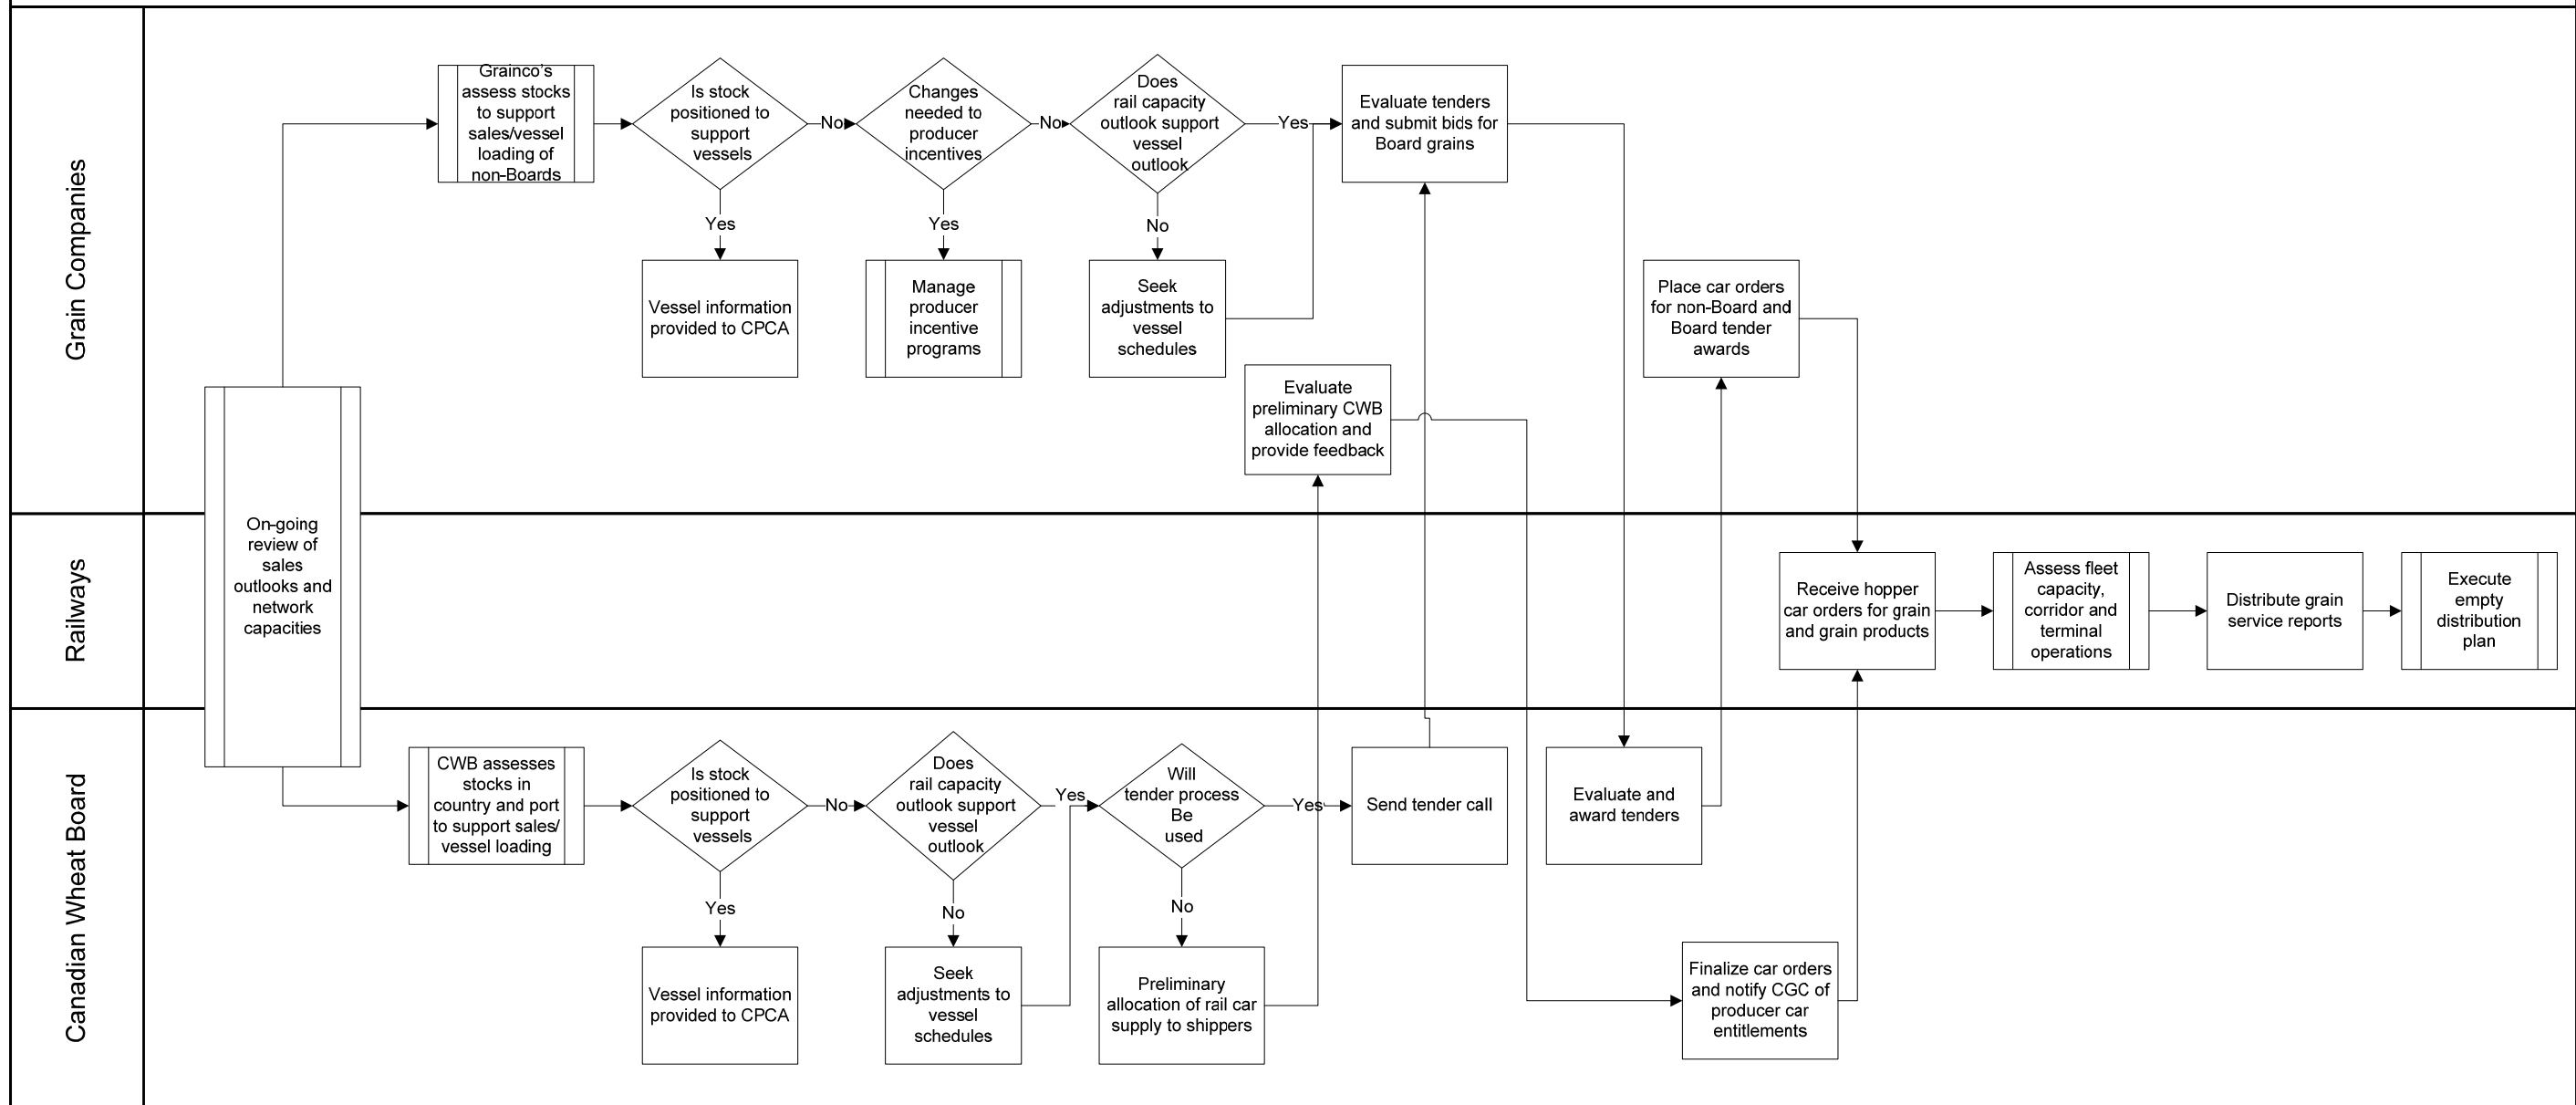 Grain Companies
Grainco's
assess stocks
to support
sales/vessel
loading of
non-Boards
Is stock
positioned to
support
vessels
No
Yes
Vessel information
provided to CPCA
Changes
needed to
producer
incentives
No
Yes
Manage
producer
incentive
programs
Does
rail capacity
outlook support
vessel
outlook
Yes
No
Seek
adjustments to
vessel
schedules
Evaluate tenders
and submit bids for
Board grains
Evaluate
preliminary CWB
allocation and
provide feedback
Place car orders
for non-Board and
Board tender
awards
Railways
On-going
review of
sales
outlooks and
network
capacities
Receive hopper
car orders for grain
and grain products
Assess fleet
capacity,
corridor and
terminal
operations
Distribute grain
service reports
Execute
empty
distribution
plan
Canadian Wheat Board
CWB assesses
stocks in
country and port
to support sales/
vessel loading
Is stock
positioned to
support
vessels
No
Yes
Vessel information
provided to CPCA
Does
rail capacity
outlook support
vessel
outlook
Yes
No
Seek
adjustments to
vessel
schedules
Will
tender process
Be
used
Yes
No
Preliminary
allocation of rail car
supply to shippers
Send tender call
Evaluate and
award tenders
Finalize car orders
and notify CGC of
producer car
entitlements